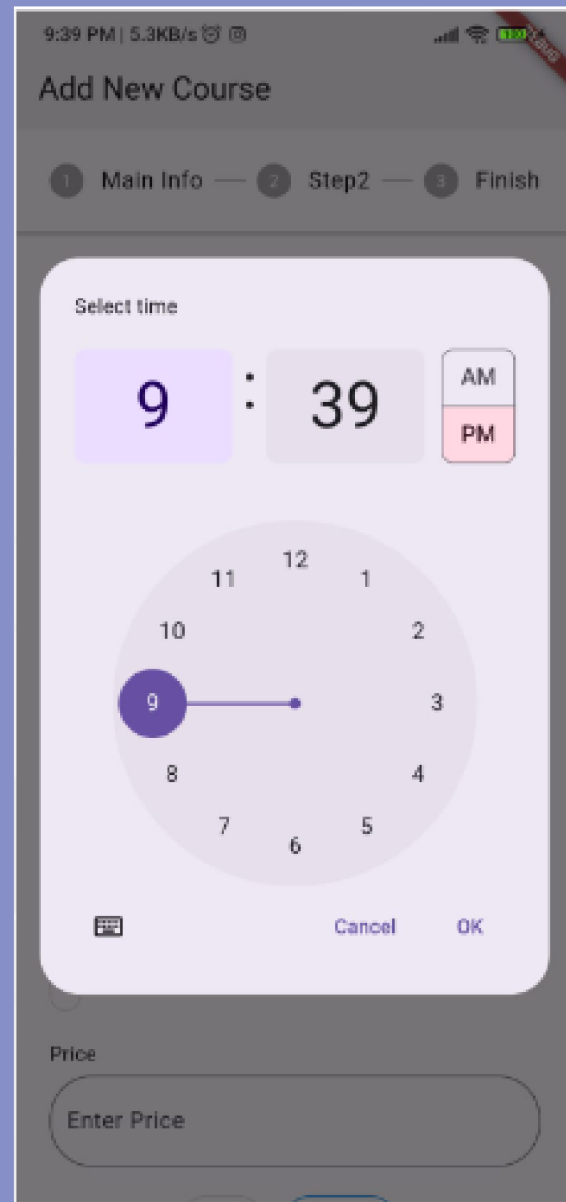 9:39 PM | 5.3KB/s
Add New Course
1 Main Info 2 Step2 3 Finish
Select time
9 : 39
AM
PM
12
11 1
10 2
9 3
8 4
7 5
6
Cancel OK
Price
Enter Price